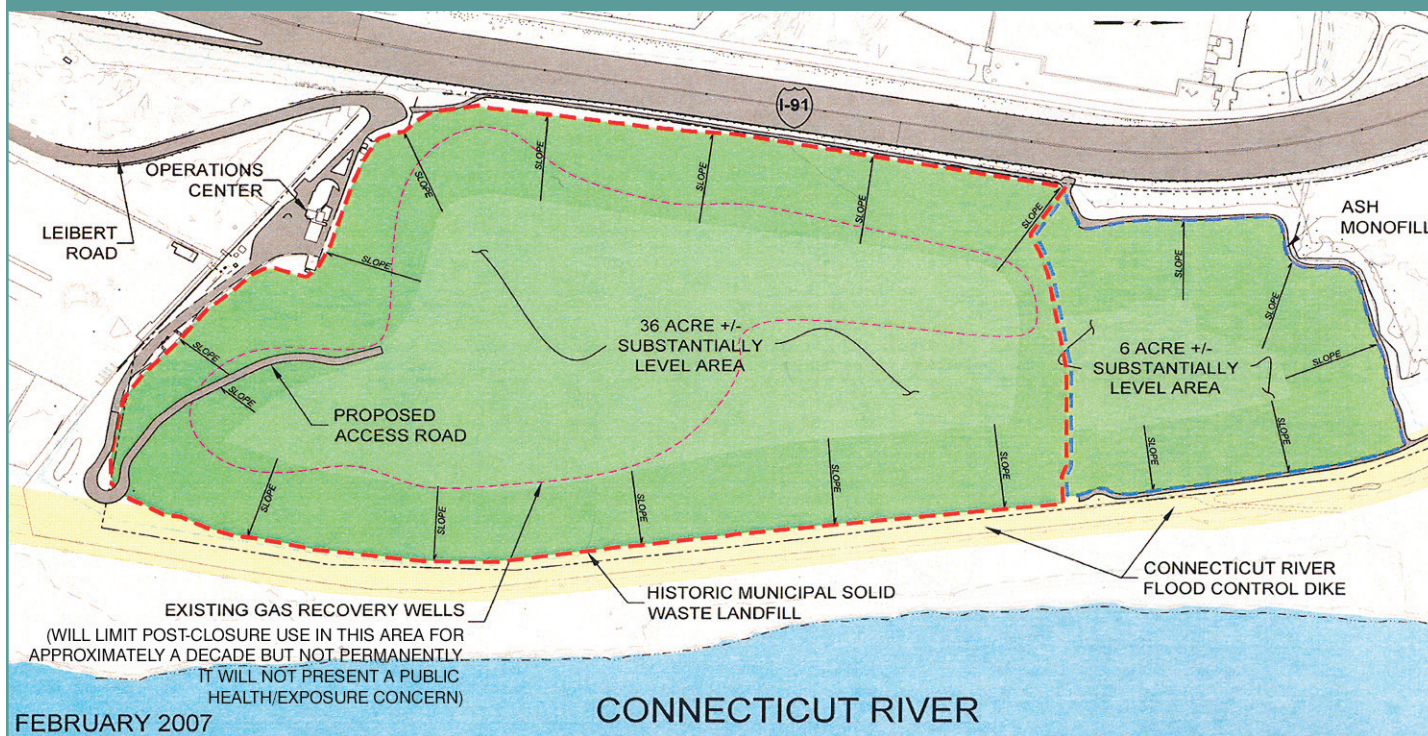 I-91
OPERATIONS
CENTER
LEIBERT
ROAD
ASH
MONOFILL
SLOPE
SLOPE
SLOPE
SLOPE
SLOPE
SLOPE
SLOPE
SLOPE
SLOPE
SLOPE
SLOPE
36 ACRE +/-
SUBSTANTIALLY
LEVEL AREA
6 ACRE +/-
SUBSTANTIALLY
LEVEL AREA
PROPOSED
ACCESS ROAD
SLOPE
SLOPE
SLOPE
SLOPE
SLOPE
SLOPE
SLOPE
EXISTING GAS RECOVERY WELLS
(WILL LIMIT POST-CLOSURE USE IN THIS AREA FOR
APPROXIMATELY A DECADE BUT NOT PERMANENTLY.
IT WILL NOT PRESENT A PUBLIC
HEALTH/EXPOSURE CONCERN)
HISTORIC MUNICIPAL SOLID
WASTE LANDFILL
CONNECTICUT RIVER
FLOOD CONTROL DIKE
CONNECTICUT RIVER
FEBRUARY 2007